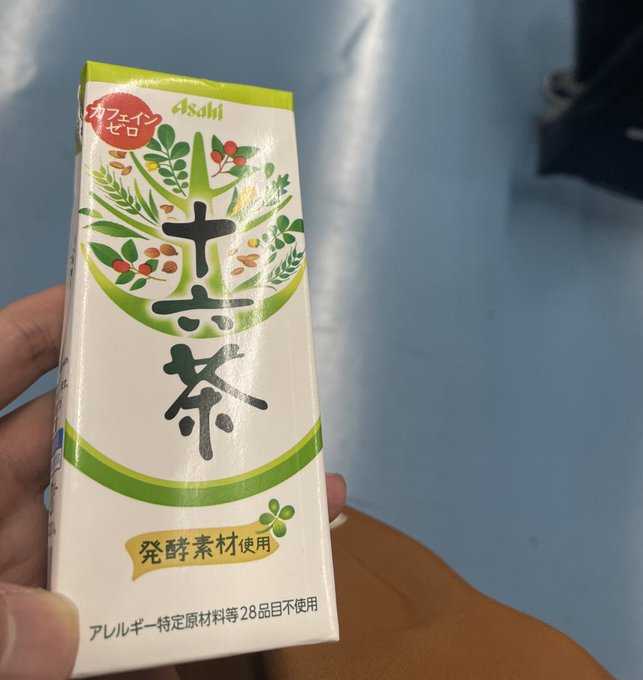 Asahi
カフェイン
ゼロ
十六茶
発酵素材使用
アレルギー特定原材料等28品目不使用